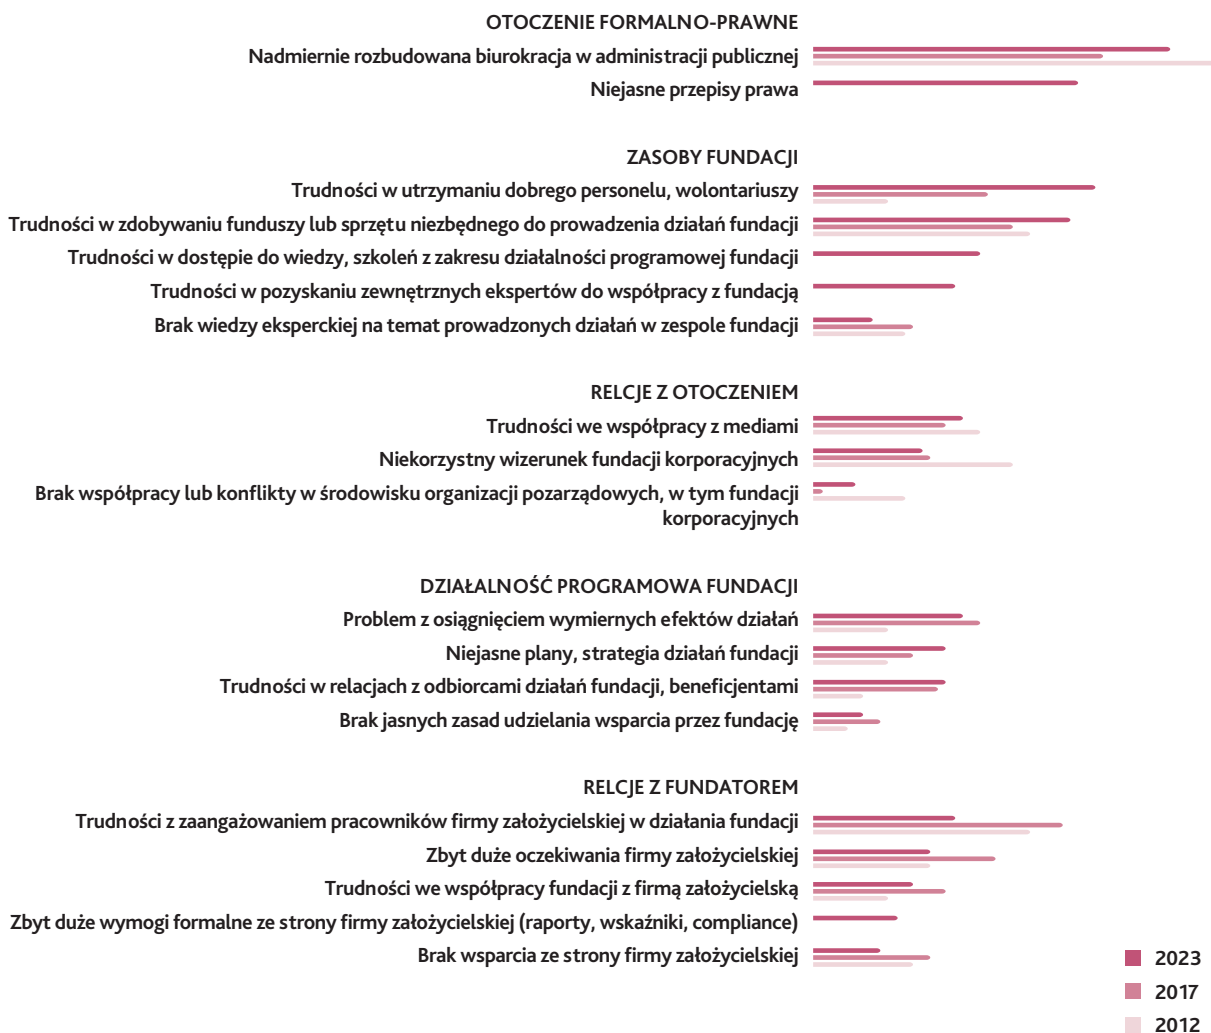 OTOCZENIE FORMALNO-PRAWNE
Nadmiernie rozbudowana biurokracja w administracji publicznej
Niejasne przepisy prawa
ZASOBY FUNDACJI
Trudności w utrzymaniu dobrego personelu, wolontariuszy
Trudności w zdobywaniu funduszy lub sprzętu niezbędnego do prowadzenia działań fundacji
Trudności w dostępie do wiedzy, szkoleń z zakresu działalności programowej fundacji
Trudności w pozyskaniu zewnętrznych ekspertów do współpracy z fundacją
Brak wiedzy eksperckiej na temat prowadzonych działań w zespole fundacji
RELCJE Z OTOCZENIEM
Trudności we współpracy z mediami
Niekorzystny wizerunek fundacji korporacyjnych
Brak współpracy lub konflikty w środowisku organizacji pozarządowych, w tym fundacji
korporacyjnych
DZIAŁALNOŚĆ PROGRAMOWA FUNDACJI
Problem z osiągnięciem wymiernych efektów działań
Niejasne plany, strategia działań fundacji
Trudności w relacjach z odbiorcami działań fundacji, beneficjentami
Brak jasnych zasad udzielania wsparcia przez fundację
RELCJE Z FUNDATOREM
Trudności z zaangażowaniem pracowników firmy założycielskiej w działania fundacji
Zbyt duże oczekiwania firmy założycielskiej
Trudności we współpracy fundacji z firmą założycielską
Zbyt duże wymogi formalne ze strony firmy założycielskiej (raporty, wskaźniki, compliance)
Brak wsparcia ze strony firmy założycielskiej
2023
2017
2012